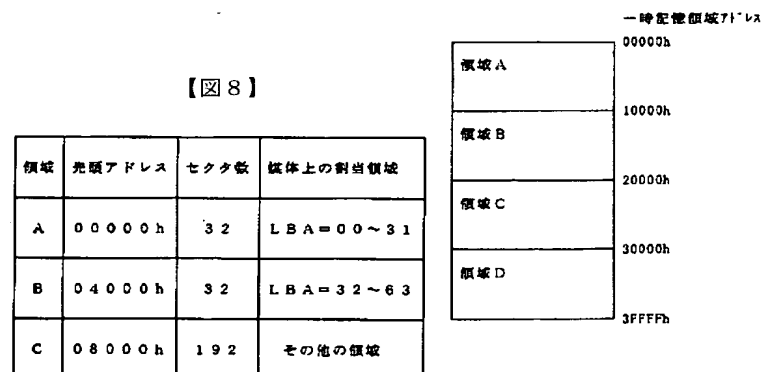 【図8】
領域 先頭アドレス セクタ数 媒体上の割当領域
A 00000h 32 LBA=00~31
B 04000h 32 LBA=32~63
C 08000h 192 その他の領域
一時記憶領域アドレス
00000h
領域A
10000h
領域B
20000h
領域C
30000h
領域D
3FFFFh